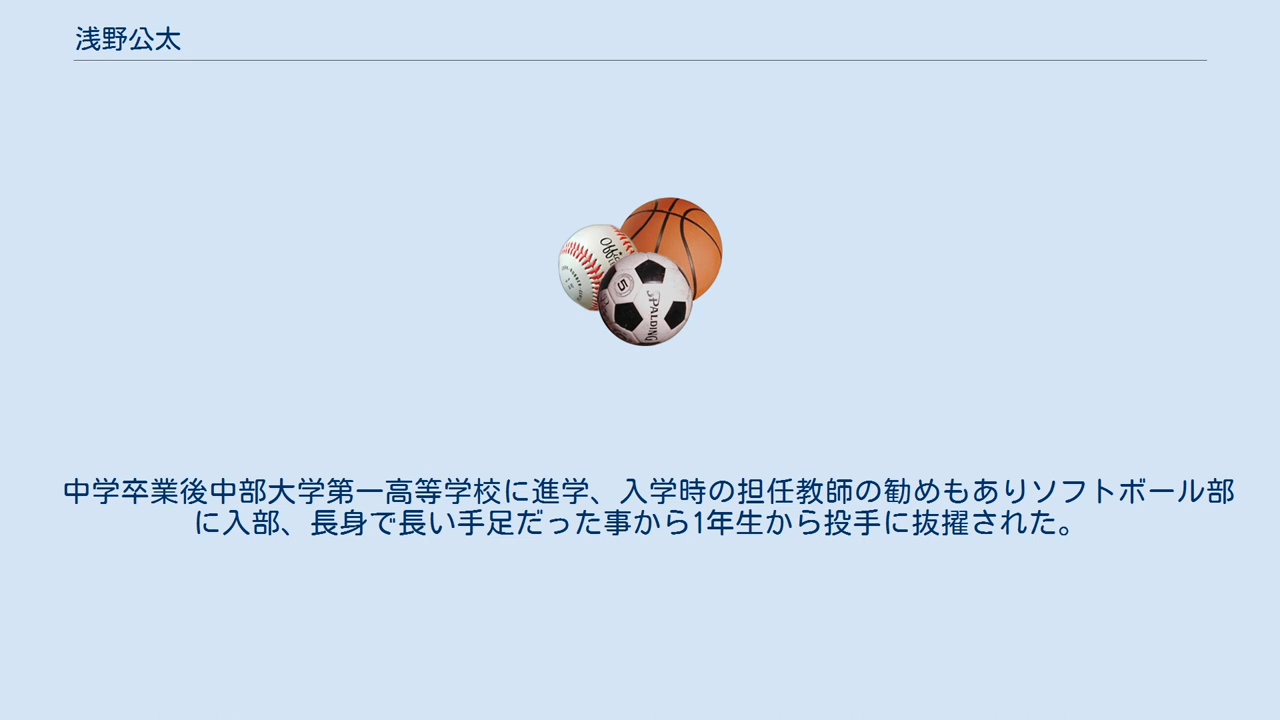 浅野公太
Offic
5
SPALDING
中学卒業後中部大学第一高等学校に進学、入学時の担任教師の勧めもありソフトボール部
に入部、長身で長い手足だった事から1年生から投手に抜擢された。